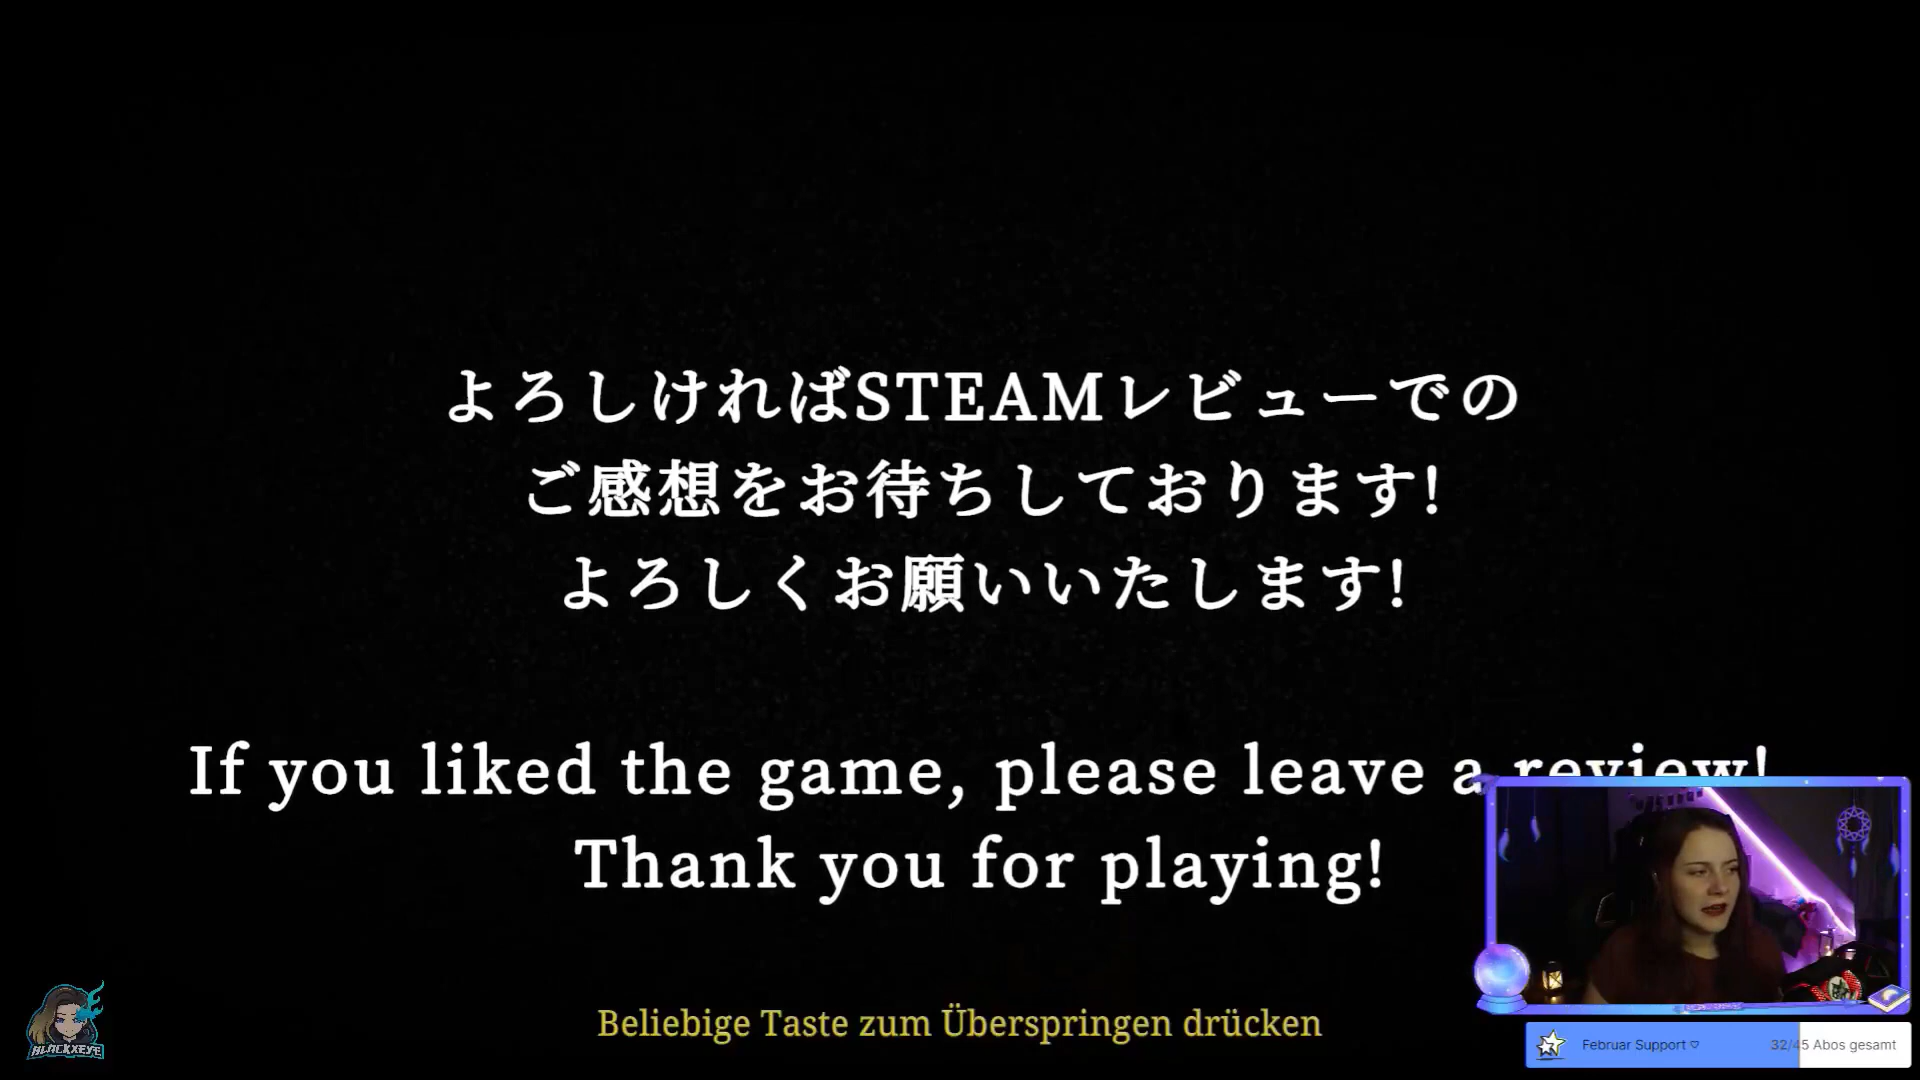 よろしければSTEAMレビューでの
ご感想をお待ちしております!
よろしくお願いいたします!
If you liked the game, please leave a review!
Thank you for playing!
Beliebige Taste zum Überspringen drücken
BLACKXEYE
Februar Support ♡ 32/45 Abos gesamt